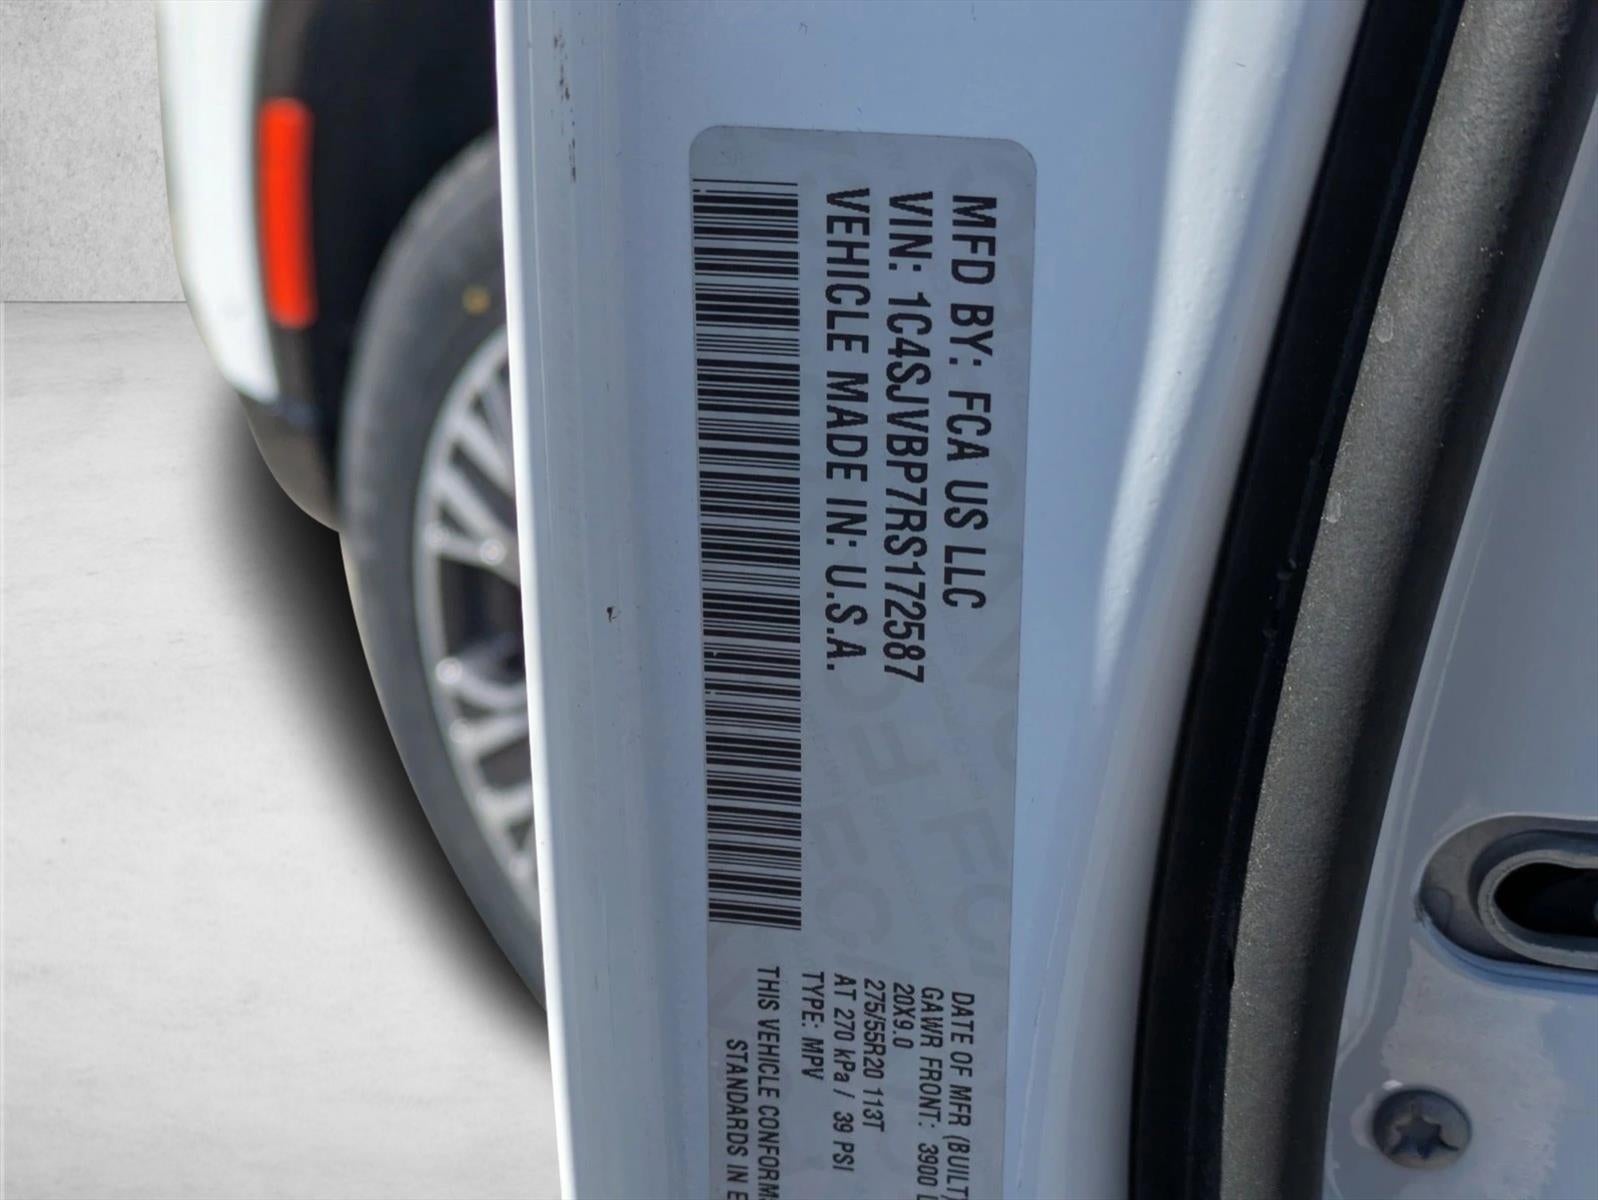 MFD BY: FCA US LLC
VIN: 1C4SJVBP7RS172587
VEHICLE MADE IN: U.S.A.
DATE OF MFR (BUILT)
GAWR FRONT: 3900
20X9.0
275/55R20 113T
AT 270 kPa / 39 PSI
TYPE: MPV
THIS VEHICLE CONFORM
STANDARDS IN